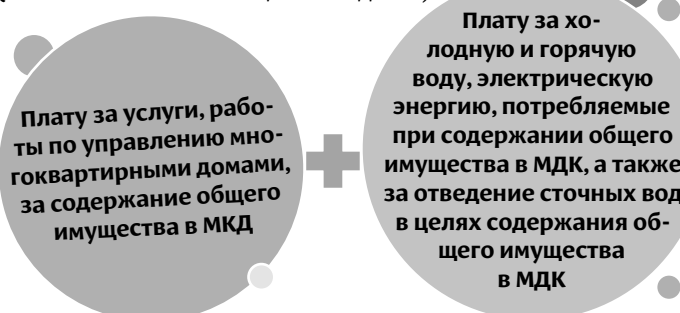 Плату за услуги, рабо-
ты по управлению мно-
гоквартирными домами,
за содержание общего
имущества в МКД
Плату за хо-
лодную и горячую
воду, электрическую
энергию, потребляемые
при содержании общего
имущества в МДК, а также
за отведение сточных вод
в целях содержания об-
щего имущества
в МДК